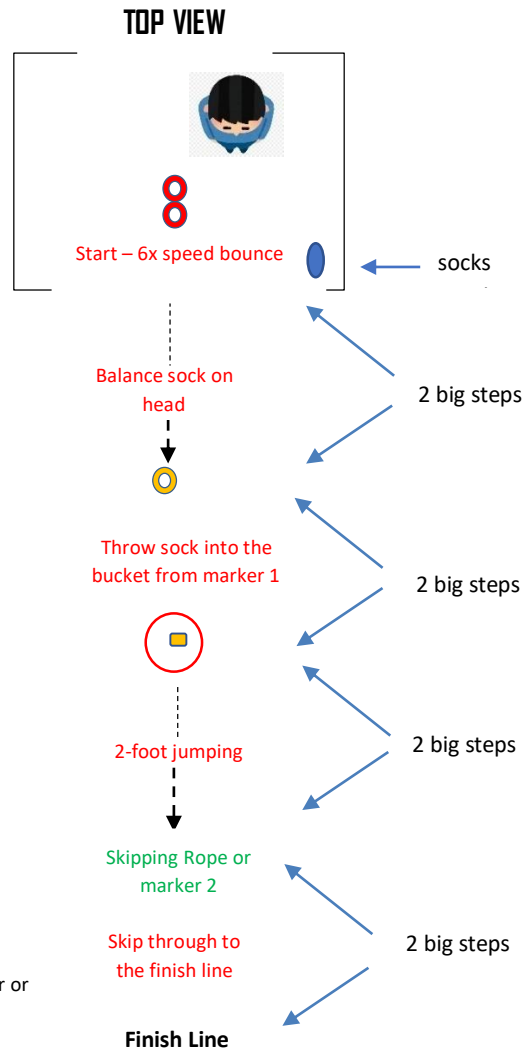 TOP VIEW
Start – 6x speed bounce
socks
Balance sock on
head
2 big steps
Throw sock into the
bucket from marker 1
2 big steps
2-foot jumping
2 big steps
Skipping Rope or
marker 2
Skip through to
the finish line
2 big steps
or
Finish Line